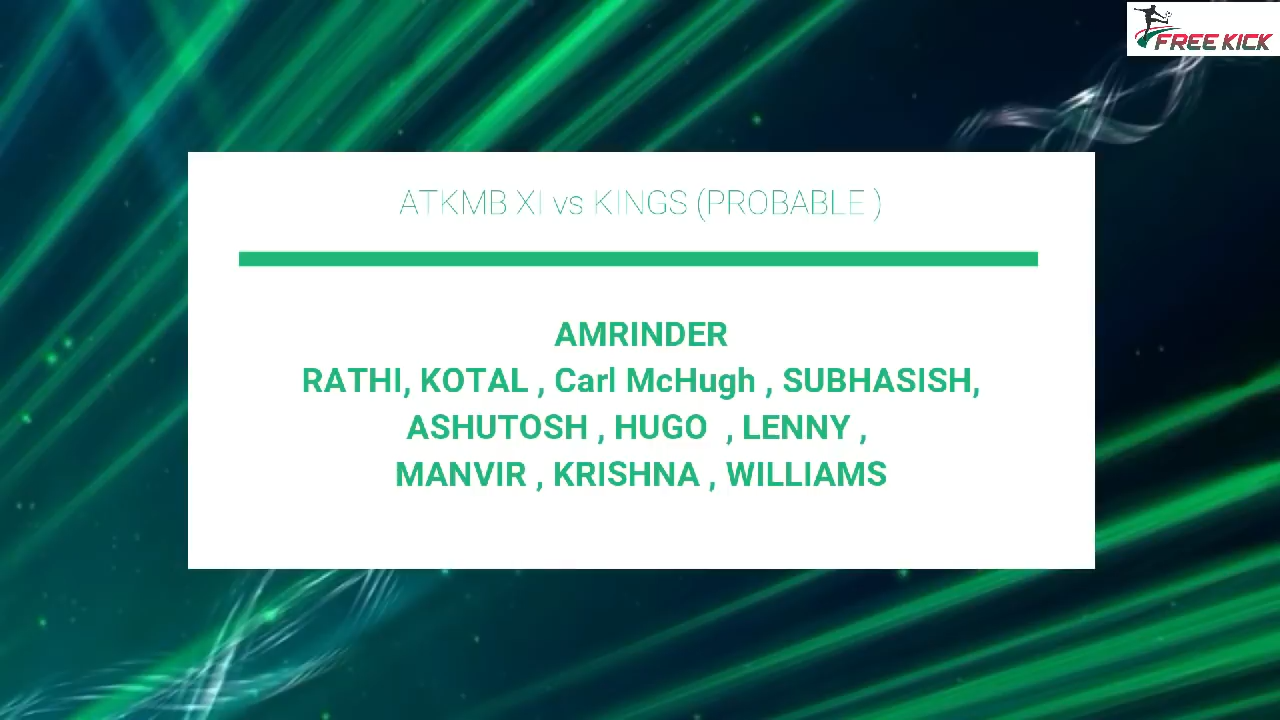 FREE KICK
ATKMB XI vs KINGS (PROBABLE )
AMRINDER
RATHI, KOTAL , Carl McHugh , SUBHASISH,
ASHUTOSH , HUGO , LENNY ,
MANVIR , KRISHNA , WILLIAMS